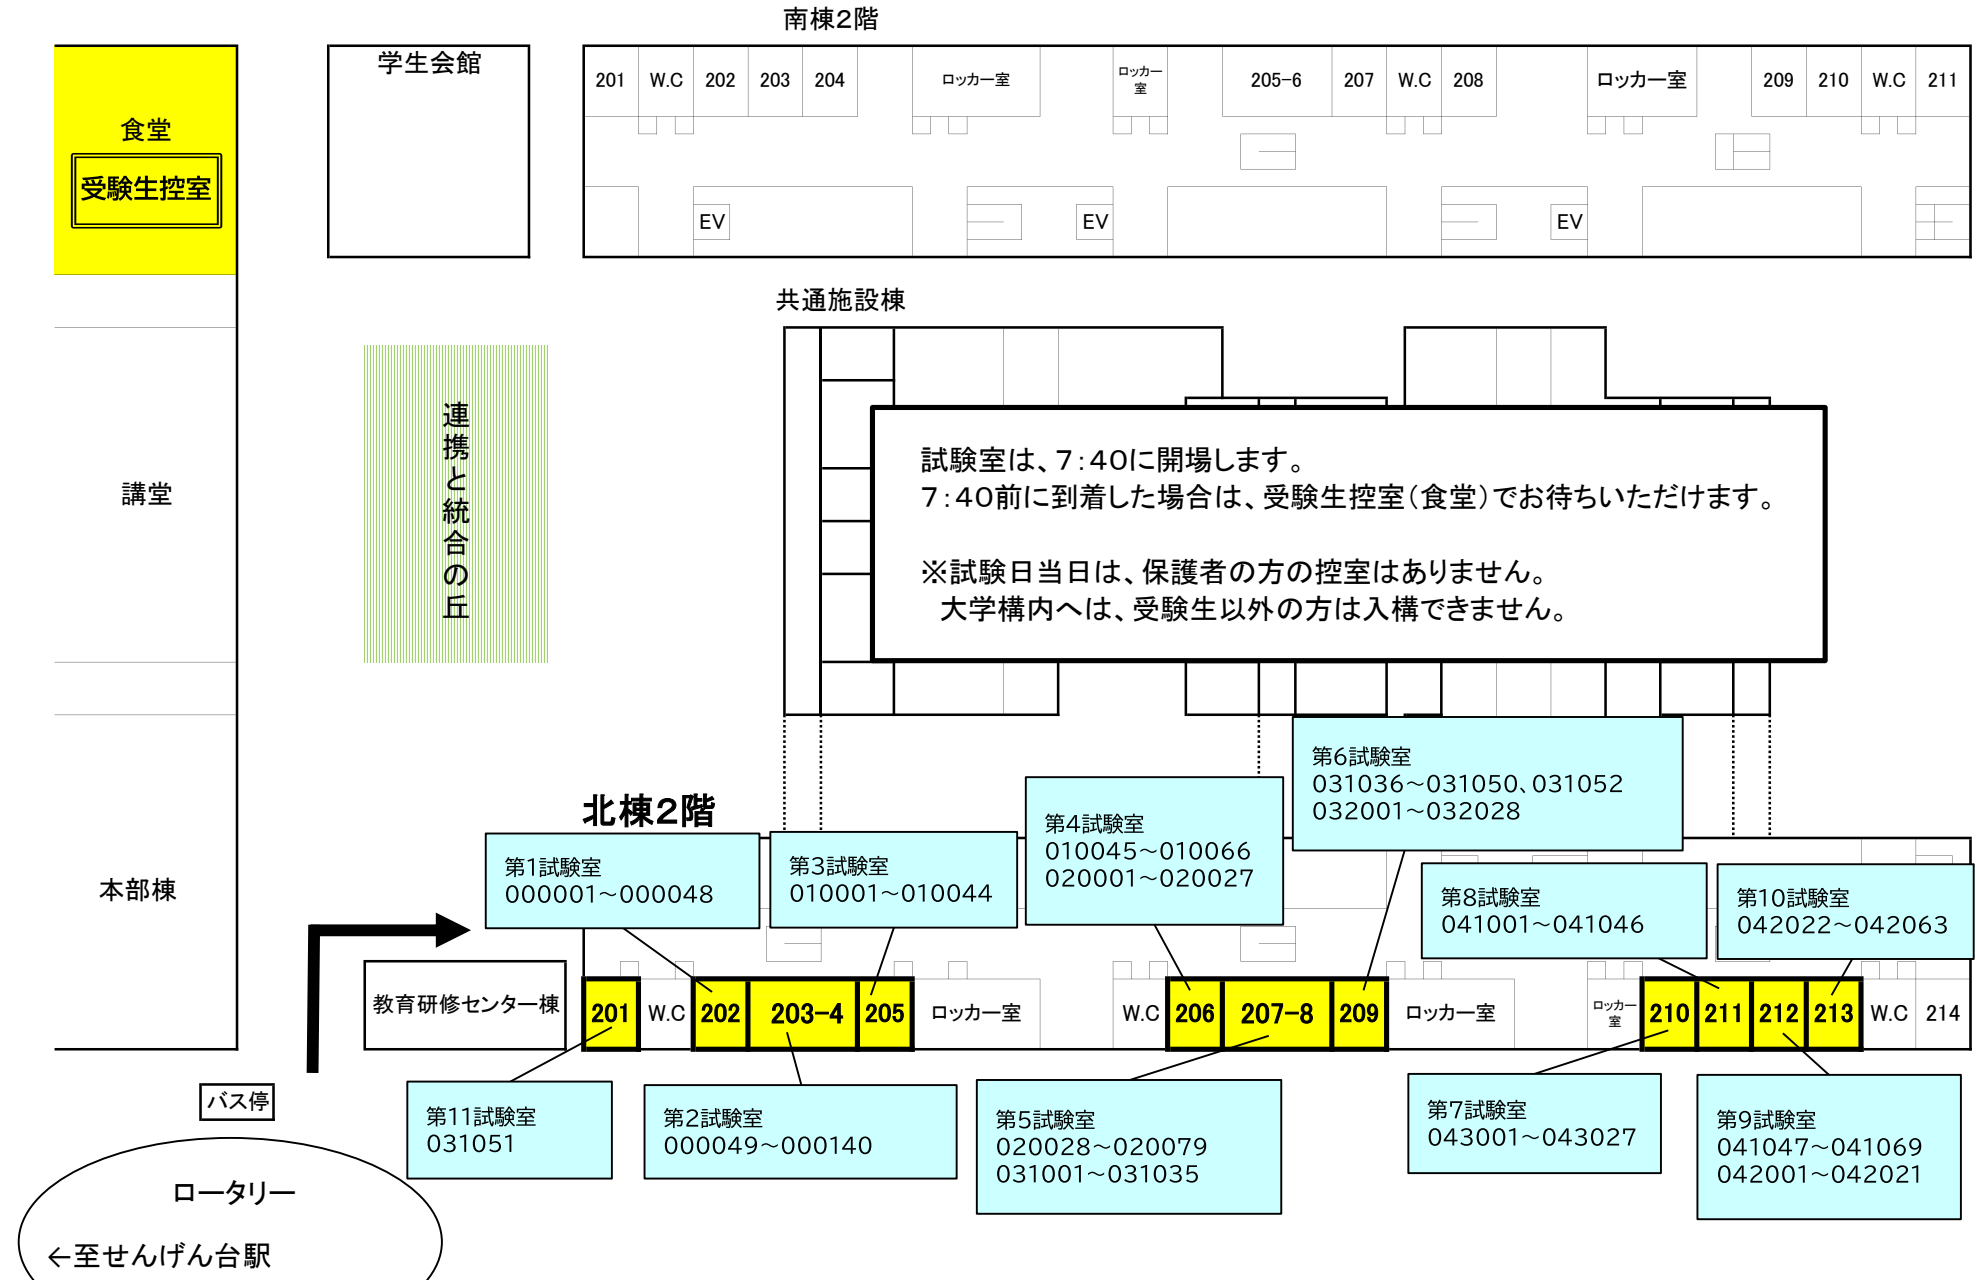 南棟2階
学生会館
201 W.C 202 203 204 ロッカー室 ロッカー室 205-6 207 W.C 208 ロッカー室 209 210 W.C 211
食堂
受験生控室
EV EV EV
共通施設棟
連携と統合の丘
講堂
試験室は、7:40に開場します。
7:40前に到着した場合は、受験生控室(食堂)でお待ちいただけます。
※試験日当日は、保護者の方の控室はありません。
大学構内へは、受験生以外の方は入構できません。
北棟2階
本部棟
第1試験室
000001～000048
第3試験室
010001～010044
第4試験室
010045～010066
020001～020027
第6試験室
031036～031050、031052
032001～032028
第8試験室
041001～041046
第10試験室
042022～042063
教育研修センター棟
201 W.C 202 203-4 205 ロッカー室 W.C 206 207-8 209 ロッカー室 ロッカー室 210 211 212 213 W.C 214
第11試験室
031051
第2試験室
000049～000140
第5試験室
020028～020079
031001～031035
第7試験室
043001～043027
第9試験室
041047～041069
042001～042021
バス停
ロータリー
←至せんげん台駅